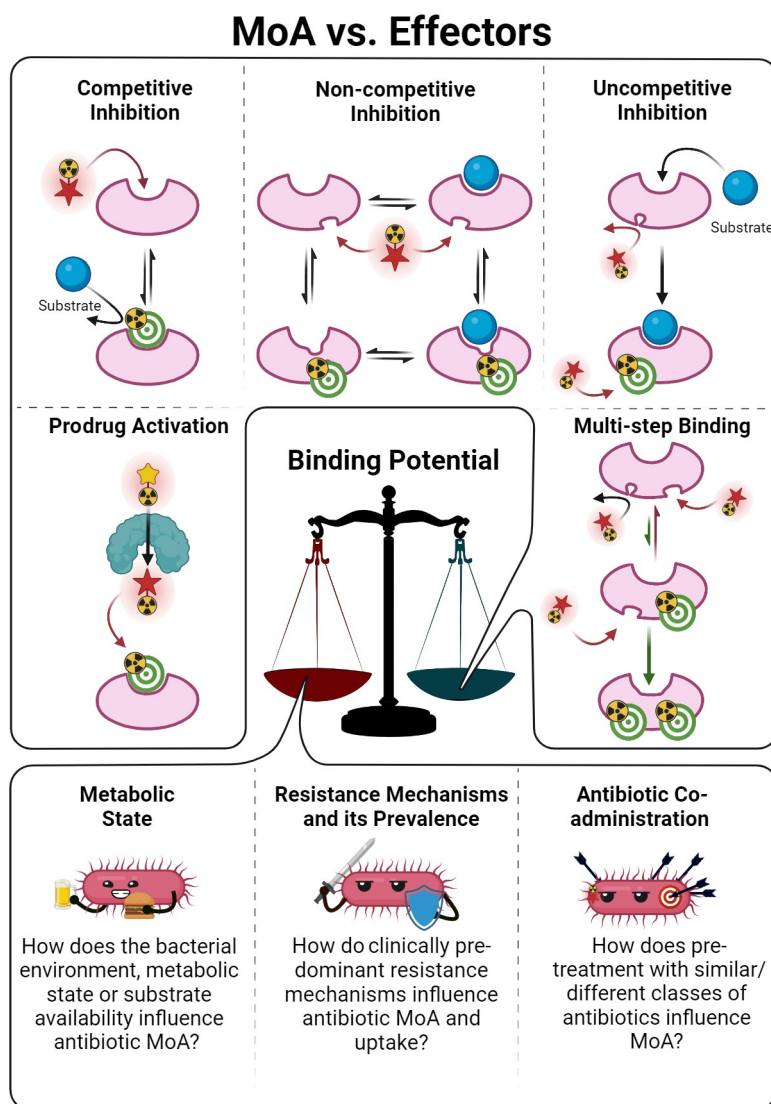 MoA vs. Effectors
Competitive
Inhibition
Non-competitive
Inhibition
Uncompetitive
Inhibition
Substrate
Substrate
Prodrug Activation
Binding Potential
Multi-step Binding
Metabolic
State
How does the bacterial
environment, metabolic
state or substrate
availability influence
antibiotic MoA?
Resistance Mechanisms
and its Prevalence
How do clinically pre-
dominant resistance
mechanisms influence
antibiotic MoA and
uptake?
Antibiotic Co-
administration
How does pre-
treatment with similar/
different classes of
antibiotics influence
MoA?